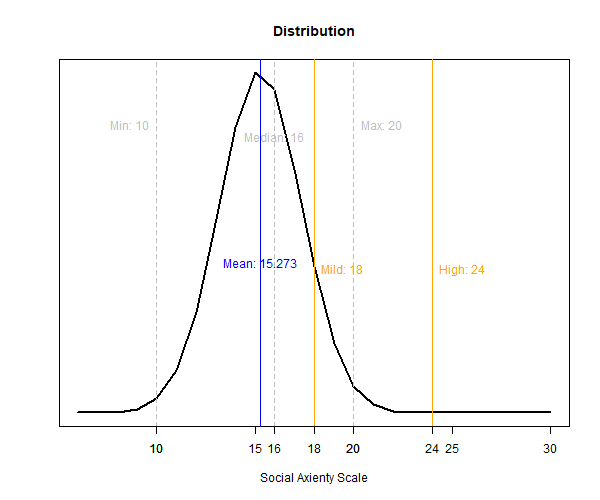 Distribution
Min: 10
Max: 20
Median: 16
Mean: 15.273
Mild: 18
High: 24
10 15 16 18 20 24 25 30
Social Axienty Scale